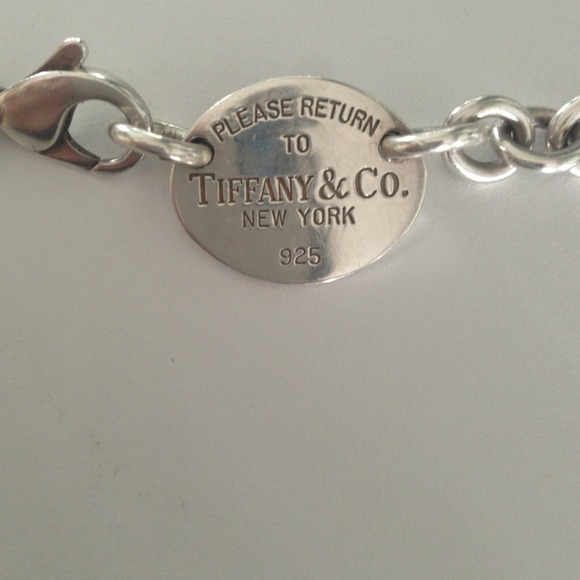 PLEASE RETURN
TO
TIFFANY & CO.
NEW YORK
925